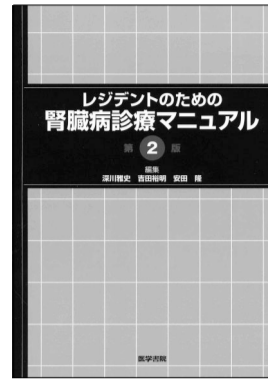 レジデントのための
腎臓病診療マニュアル
第2版
編集
深川雅史 吉田裕明 安田 隆
医学書院